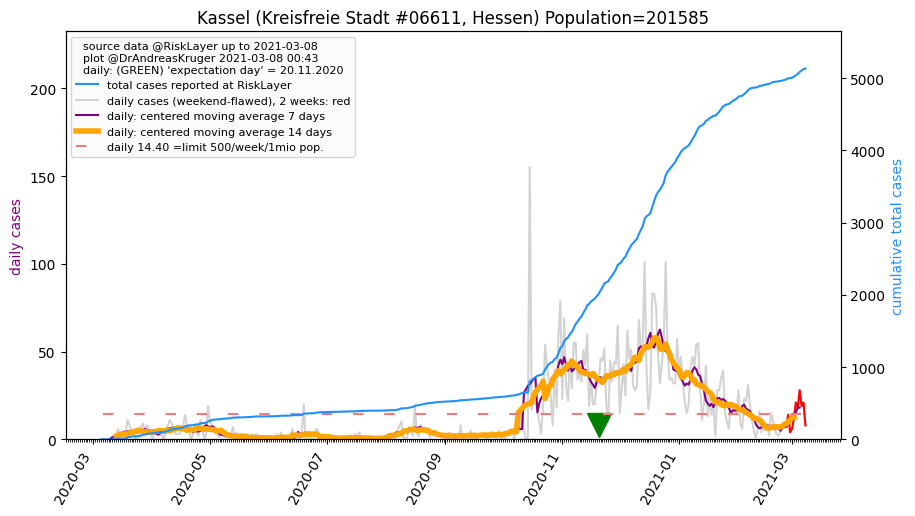 Kassel (Kreisfreie Stadt #06611, Hessen) Population=201585
source data @RiskLayer up to 2021-03-08
plot @DrAndreasKruger 2021-03-08 00:43
daily: (GREEN) 'expectation day' = 20.11.2020
total cases reported at RiskLayer
daily cases (weekend-flawed), 2 weeks: red
daily: centered moving average 7 days
daily: centered moving average 14 days
daily 14.40 =limit 500/week/1mio pop.
daily cases
200
150
100
50
0
cumulative total cases
5000
4000
3000
2000
1000
0
2020-03
2020-05
2020-07
2020-09
2020-11
2021-01
2021-03